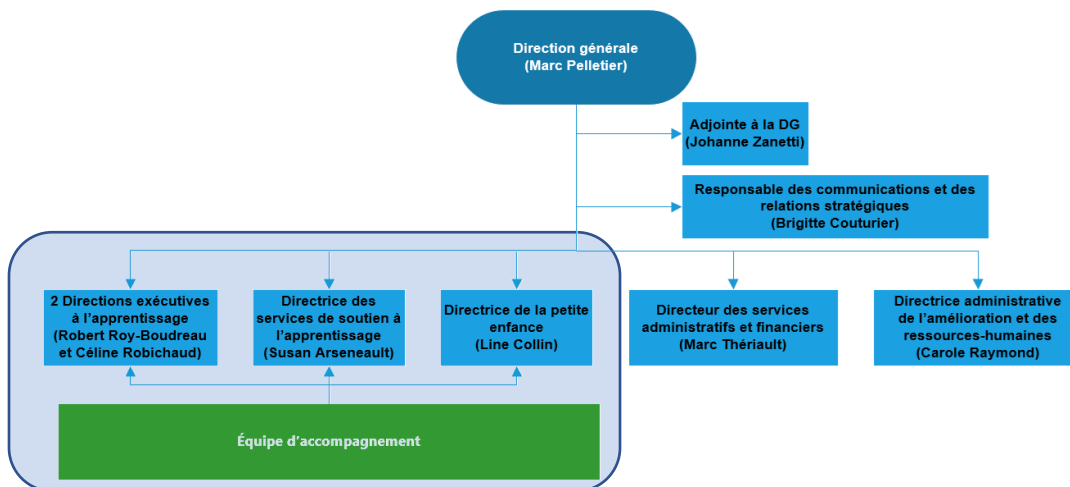 Direction générale
(Marc Pelletier)
Adjointe à la DG
(Johanne Zanetti)
Responsable des communications et des
relations stratégiques
(Brigitte Couturier)
2 Directions exécutives
à l’apprentissage
(Robert Roy-Boudreau
et Céline Robichaud)
Directrice des
services de soutien à
l’apprentissage
(Susan Arseneault)
Directrice de la petite
enfance
(Line Collin)
Directeur des services
administratifs et financiers
(Marc Thériault)
Directrice administrative
de l’amélioration et des
ressources-humaines
(Carole Raymond)
Équipe d’accompagnement